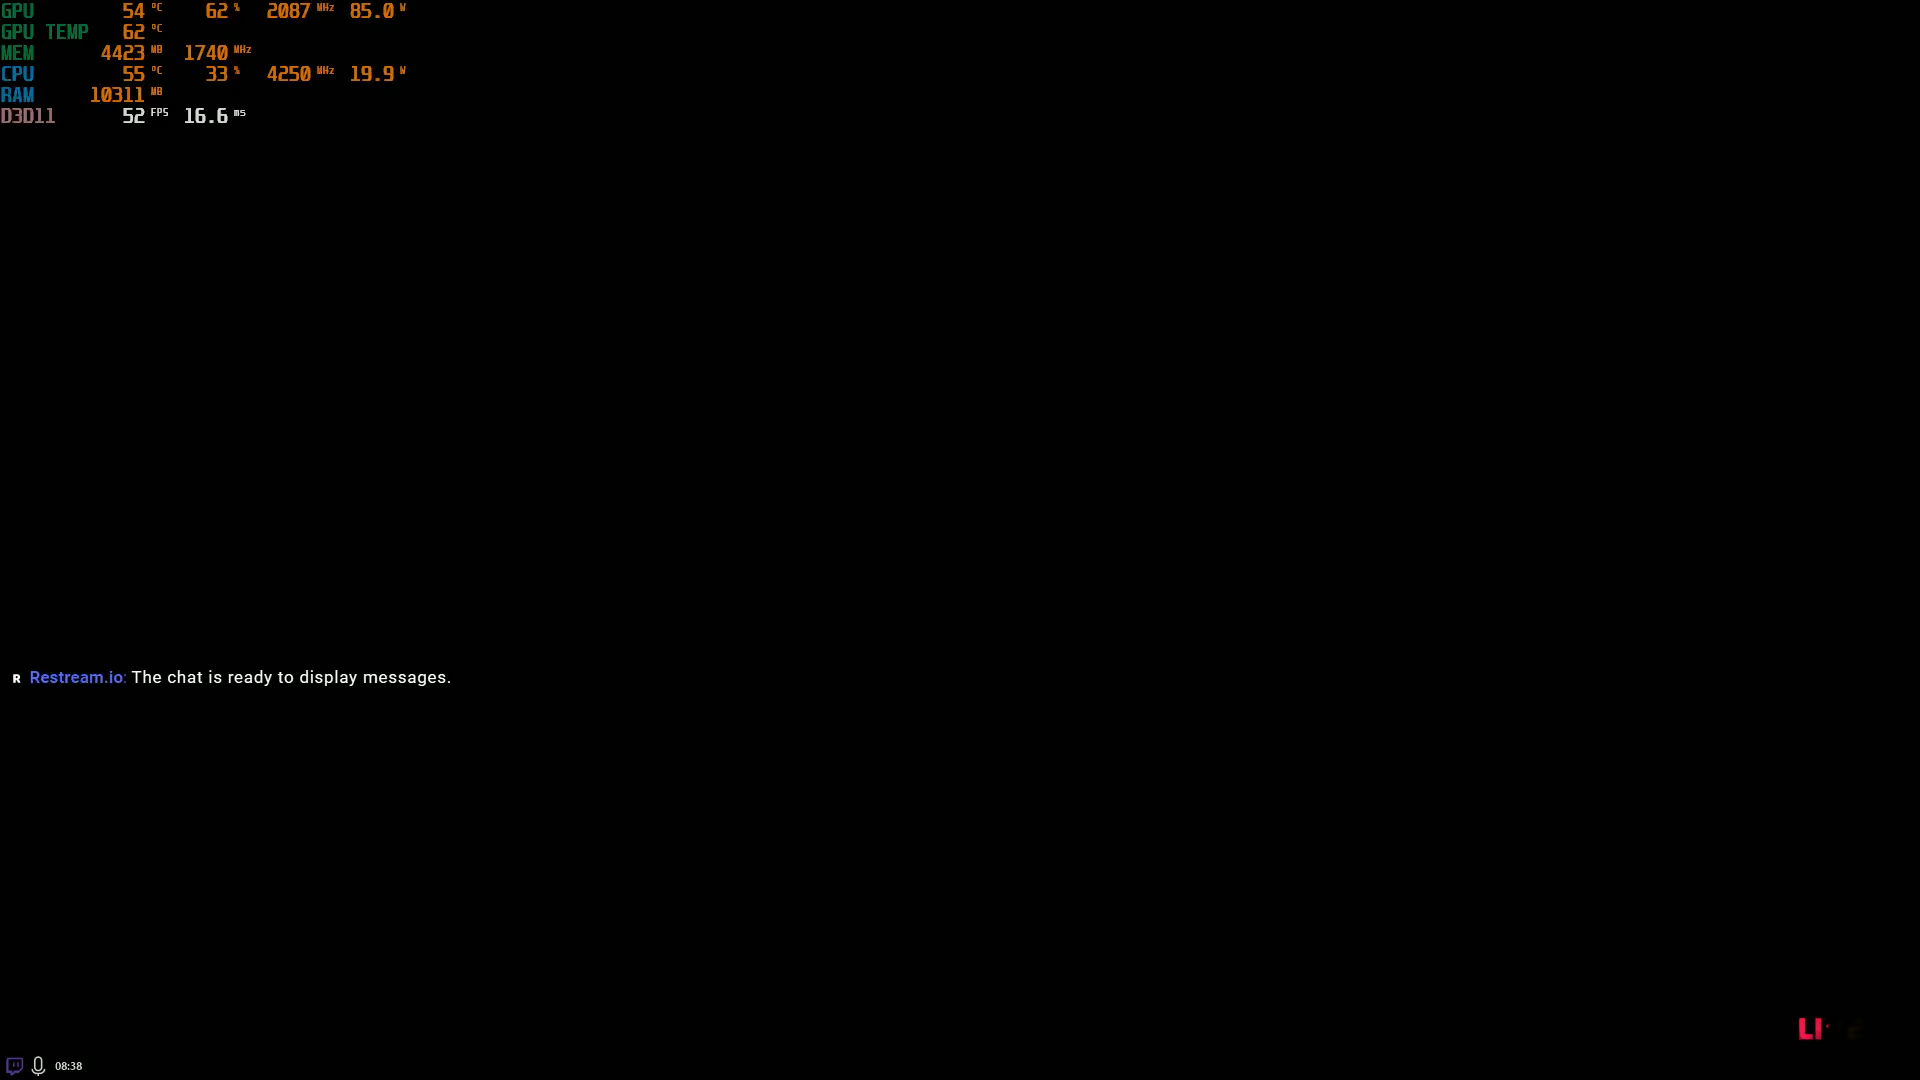 GPU 54 °C 62 % 2087 MHz 85.0 W
GPU TEMP 62 °C
MEM 4423 MB 1740 MHz
CPU 55 °C 33 % 4250 MHz 19.9 W
RAM 10311 MB
D3D11 52 FPS 16.6 ms
R Restream.io: The chat is ready to display messages.
LI
08:38